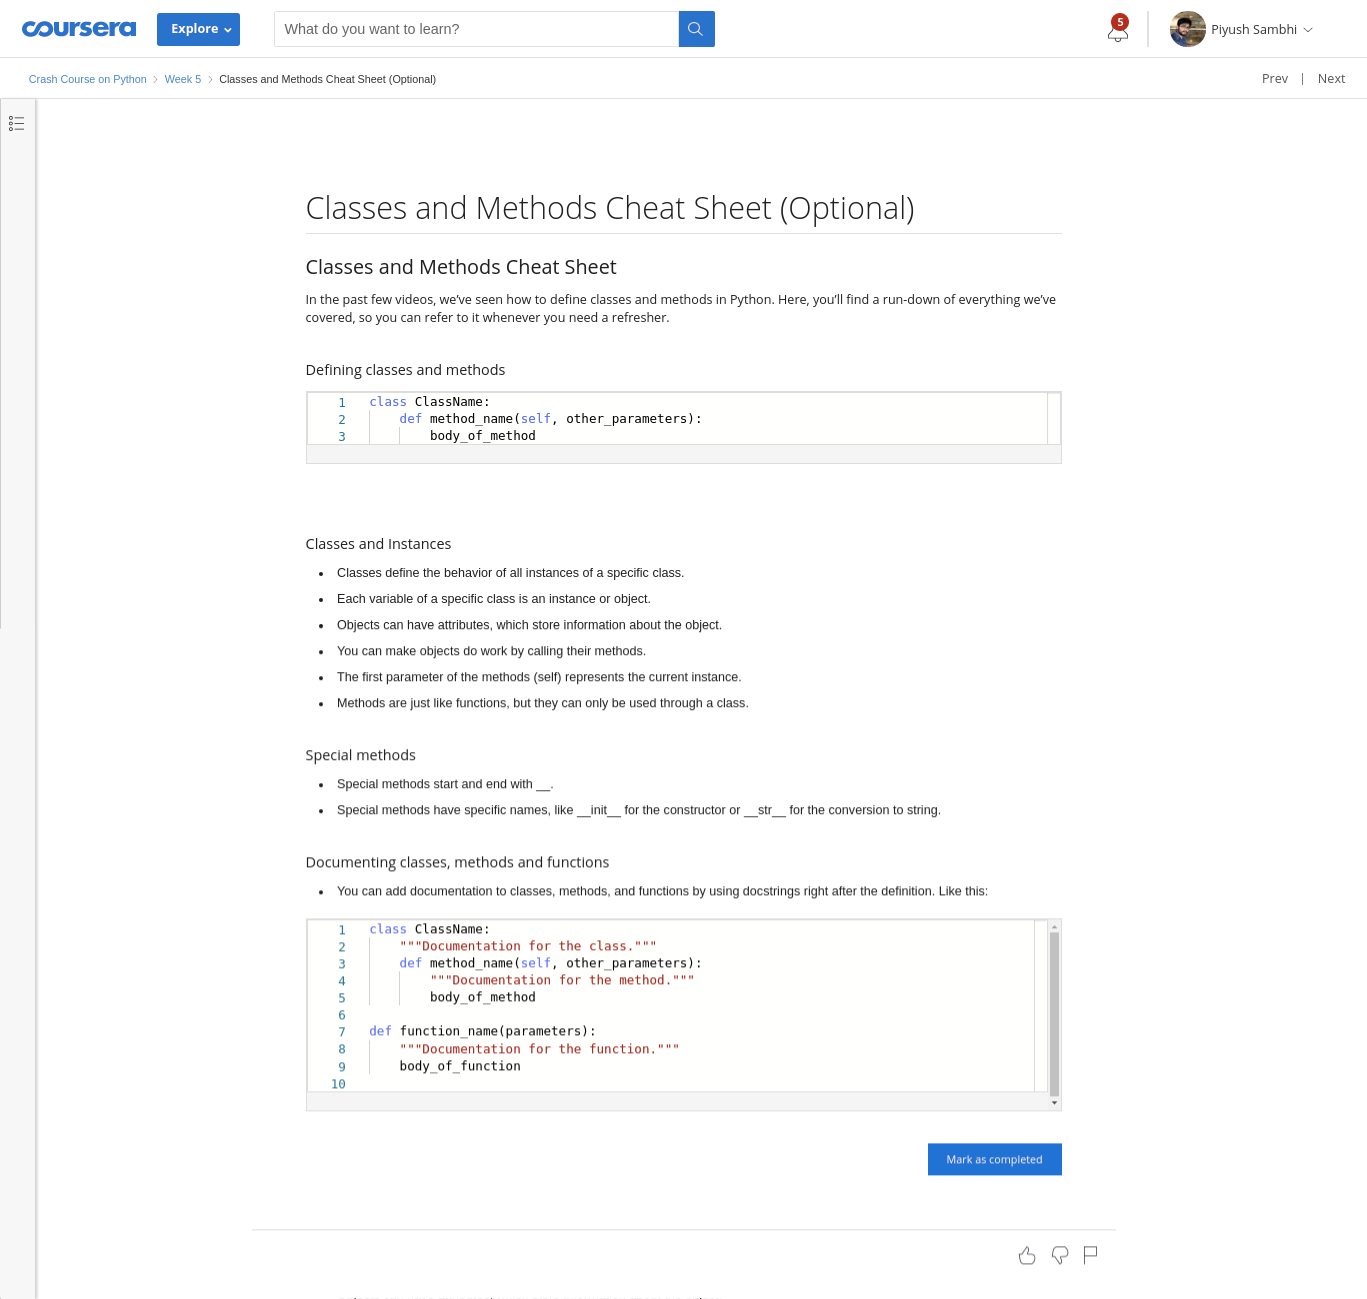 coursera Explore What do you want to learn? 5 Piyush Sambhi
Crash Course on Python Week 5 Classes and Methods Cheat Sheet (Optional) Prev | Next
Classes and Methods Cheat Sheet (Optional)
Classes and Methods Cheat Sheet
In the past few videos, we’ve seen how to define classes and methods in Python. Here, you’ll find a run-down of everything we’ve
covered, so you can refer to it whenever you need a refresher.
Defining classes and methods
1 class ClassName:
2     def method_name(self, other_parameters):
3         body_of_method
Classes and Instances
• Classes define the behavior of all instances of a specific class.
• Each variable of a specific class is an instance or object.
• Objects can have attributes, which store information about the object.
• You can make objects do work by calling their methods.
• The first parameter of the methods (self) represents the current instance.
• Methods are just like functions, but they can only be used through a class.
Special methods
• Special methods start and end with __.
• Special methods have specific names, like __init__ for the constructor or __str__ for the conversion to string.
Documenting classes, methods and functions
• You can add documentation to classes, methods, and functions by using docstrings right after the definition. Like this:
1 class ClassName:
2     """Documentation for the class."""
3     def method_name(self, other_parameters):
4         """Documentation for the method."""
5         body_of_method
6
7 def function_name(parameters):
8     """Documentation for the function."""
9     body_of_function
10
Mark as completed